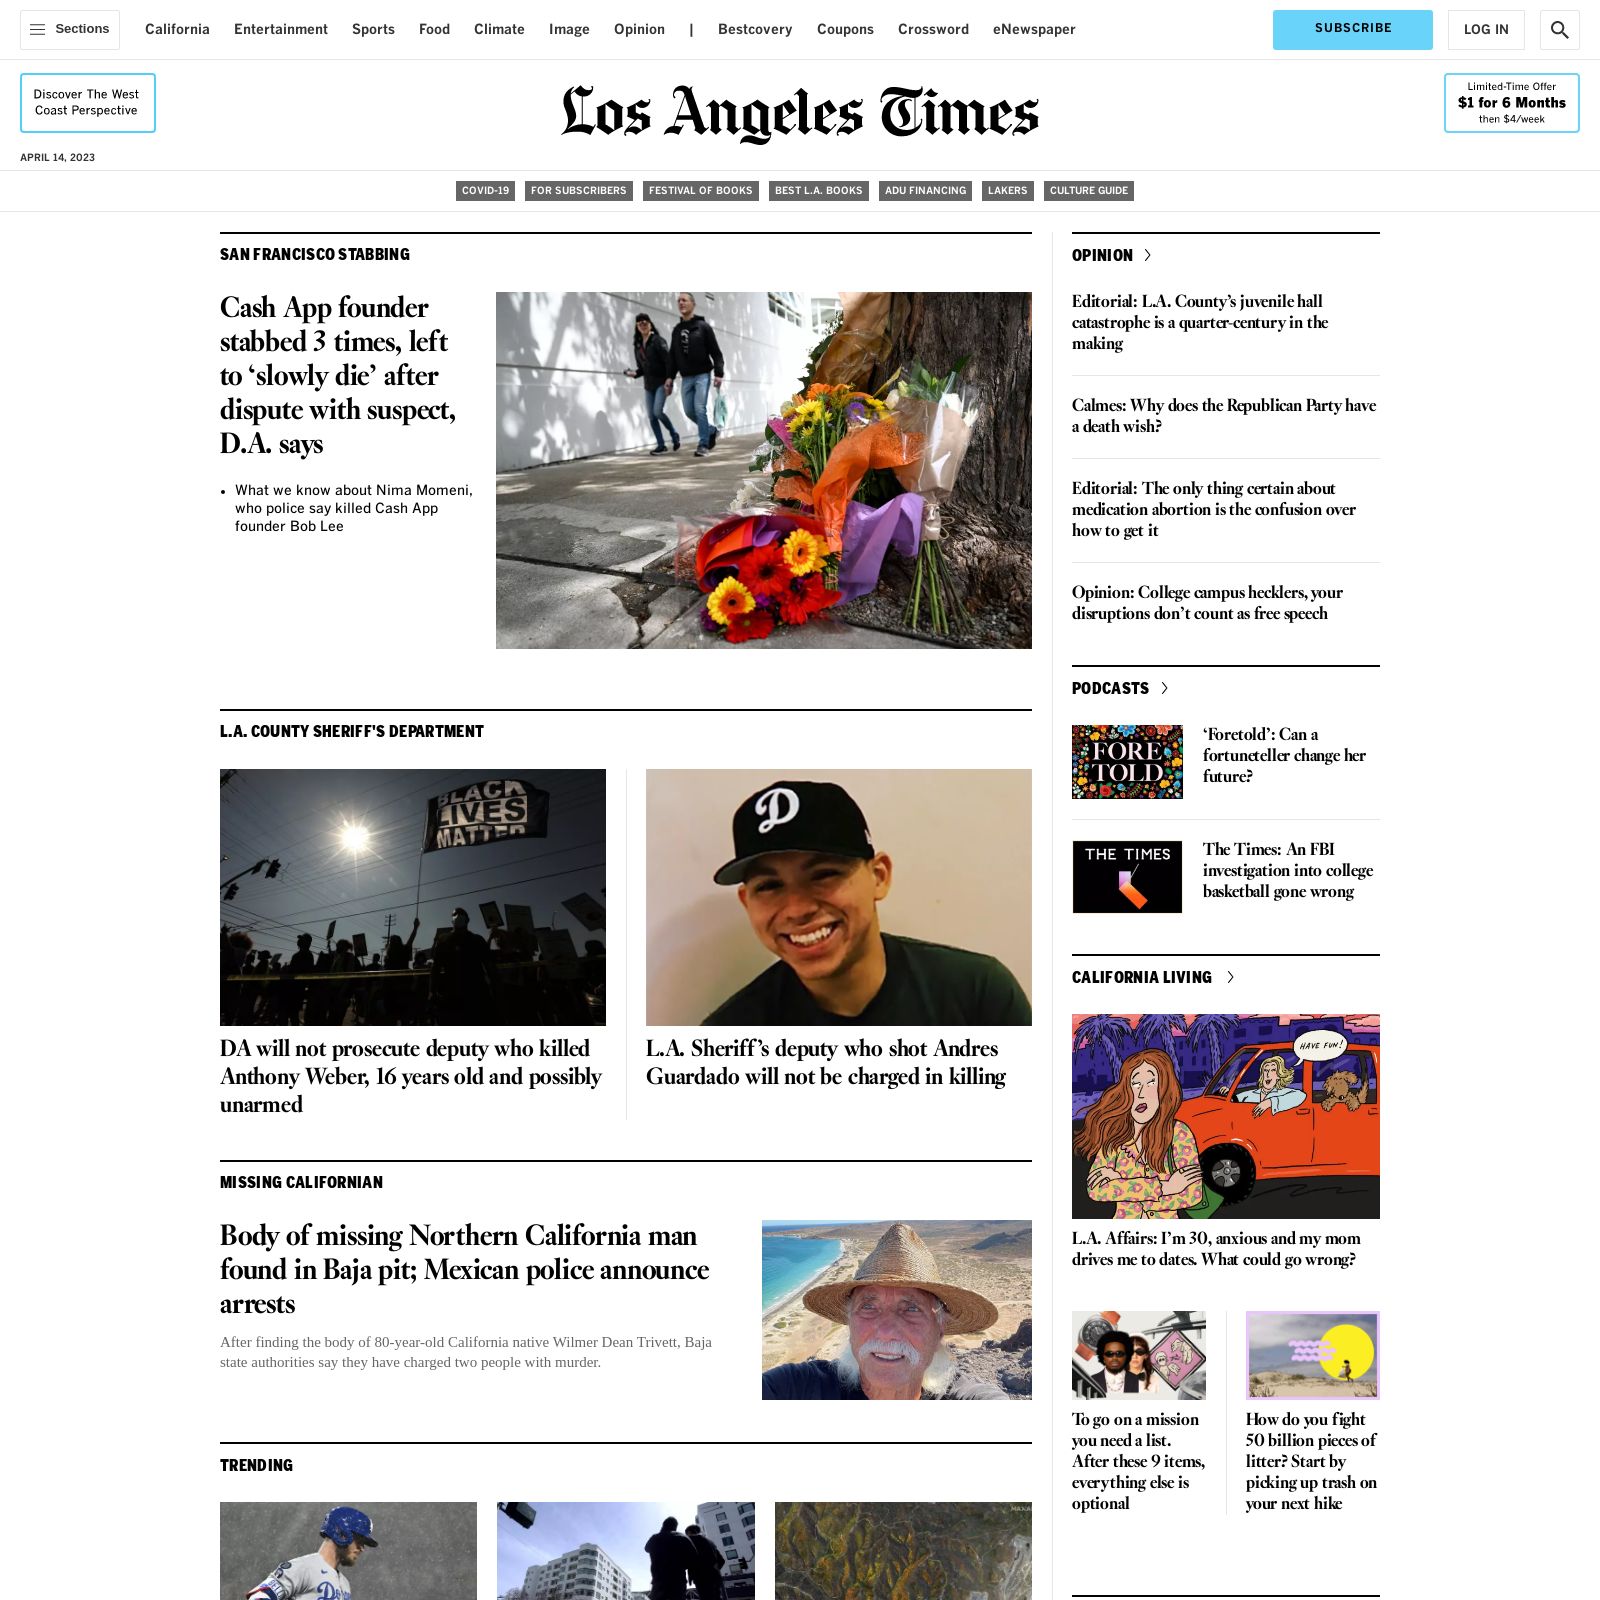 Sections
California
Entertainment
Sports
Food
Climate
Image
Opinion
|
Bestcovery
Coupons
Crossword
eNewspaper
SUBSCRIBE
LOG IN
Discover The West
Coast Perspective
Los Angeles Times
Limited-Time Offer
$1 for 6 Months
then $4/week
APRIL 14, 2023
COVID-19
FOR SUBSCRIBERS
FESTIVAL OF BOOKS
BEST L.A. BOOKS
ADU FINANCING
LAKERS
CULTURE GUIDE
SAN FRANCISCO STABBING
Cash App founder
stabbed 3 times, left
to ‘slowly die’ after
dispute with suspect,
D.A. says
• What we know about Nima Momeni,
who police say killed Cash App
founder Bob Lee
L.A. COUNTY SHERIFF'S DEPARTMENT
BLACK
LIVES
MATTER
D
DA will not prosecute deputy who killed
Anthony Weber, 16 years old and possibly
unarmed
L.A. Sheriff’s deputy who shot Andres
Guardado will not be charged in killing
MISSING CALIFORNIAN
Body of missing Northern California man
found in Baja pit; Mexican police announce
arrests
After finding the body of 80-year-old California native Wilmer Dean Trivett, Baja
state authorities say they have charged two people with murder.
TRENDING
OPINION
Editorial: L.A. County’s juvenile hall
catastrophe is a quarter-century in the
making
Calmes: Why does the Republican Party have
a death wish?
Editorial: The only thing certain about
medication abortion is the confusion over
how to get it
Opinion: College campus hecklers, your
disruptions don’t count as free speech
PODCASTS
FORE
TOLD
‘Foretold’: Can a
fortuneteller change her
future?
THE TIMES
The Times: An FBI
investigation into college
basketball gone wrong
CALIFORNIA LIVING
HAVE FUN!
L.A. Affairs: I’m 30, anxious and my mom
drives me to dates. What could go wrong?
To go on a mission
you need a list.
After these 9 items,
everything else is
optional
How do you fight
50 billion pieces of
litter? Start by
picking up trash on
your next hike